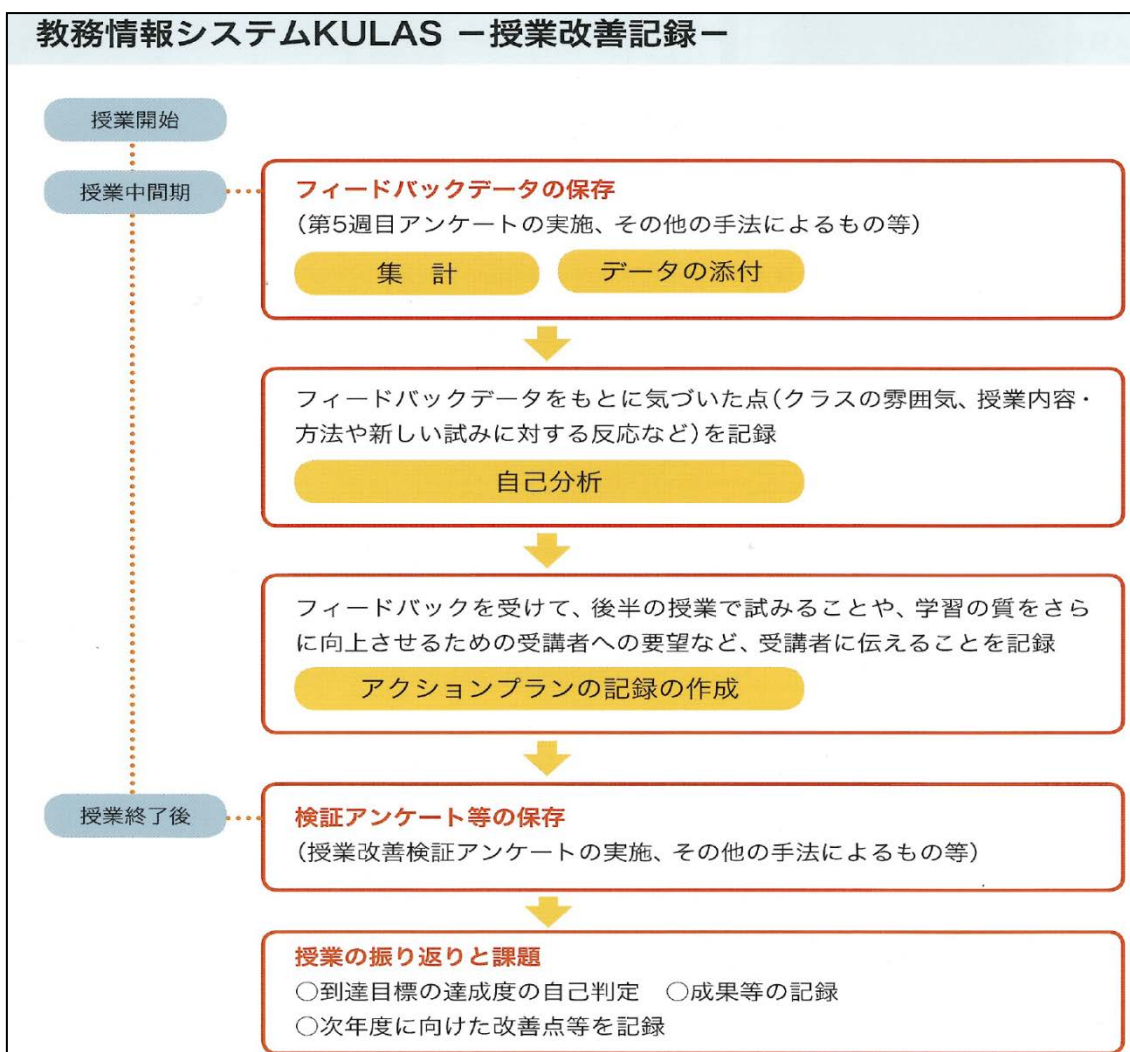 教務情報システムKULAS －授業改善記録－
授業開始
授業中間期
フィードバックデータの保存
(第5週目アンケートの実施、その他の手法によるもの等)
集　計
データの添付
フィードバックデータをもとに気づいた点(クラスの雰囲気、授業内容・
方法や新しい試みに対する反応など)を記録
自己分析
フィードバックを受けて、後半の授業で試みることや、学習の質をさら
に向上させるための受講者への要望など、受講者に伝えることを記録
アクションプランの記録の作成
授業終了後
検証アンケート等の保存
(授業改善検証アンケートの実施、その他の手法によるもの等)
授業の振り返りと課題
○到達目標の達成度の自己判定　○成果等の記録
○次年度に向けた改善点等を記録